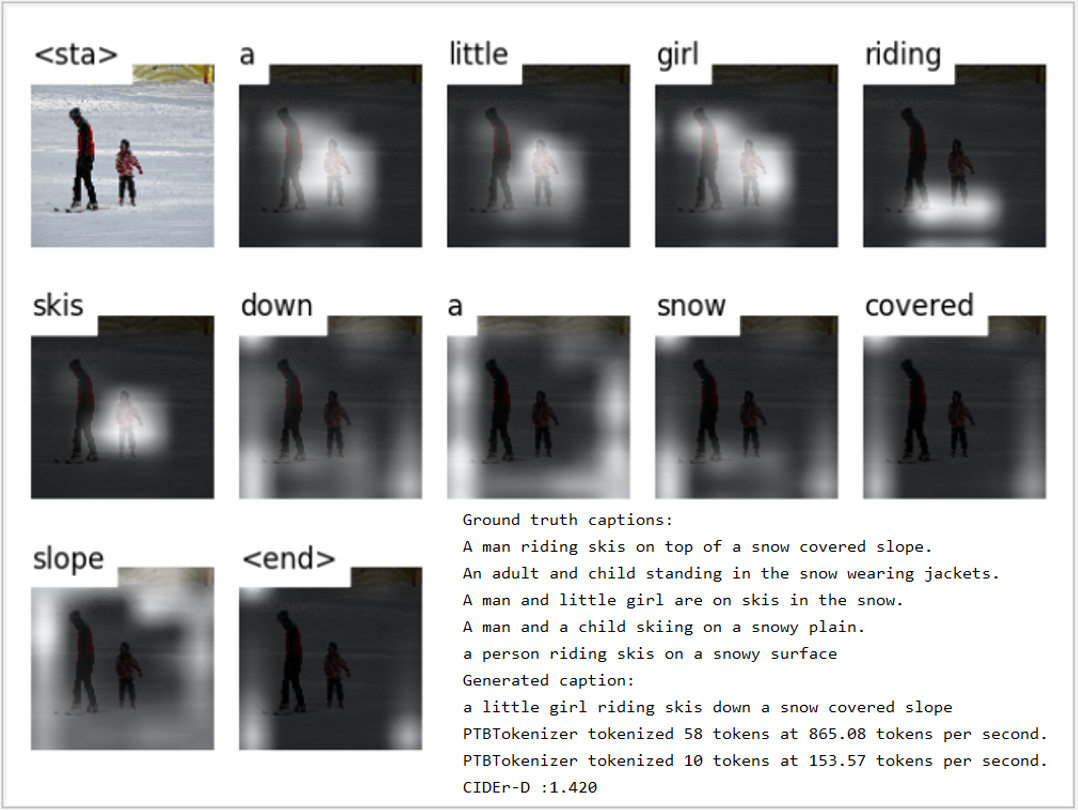 <sta>
a
little
girl
riding
skis
down
a
snow
covered
slope
<end>
Ground truth captions:
A man riding skis on top of a snow covered slope.
An adult and child standing in the snow wearing jackets.
A man and little girl are on skis in the snow.
A man and a child skiing on a snowy plain.
a person riding skis on a snowy surface
Generated caption:
a little girl riding skis down a snow covered slope
PTBTokenizer tokenized 58 tokens at 865.08 tokens per second.
PTBTokenizer tokenized 10 tokens at 153.57 tokens per second.
CIDEr-D :1.420